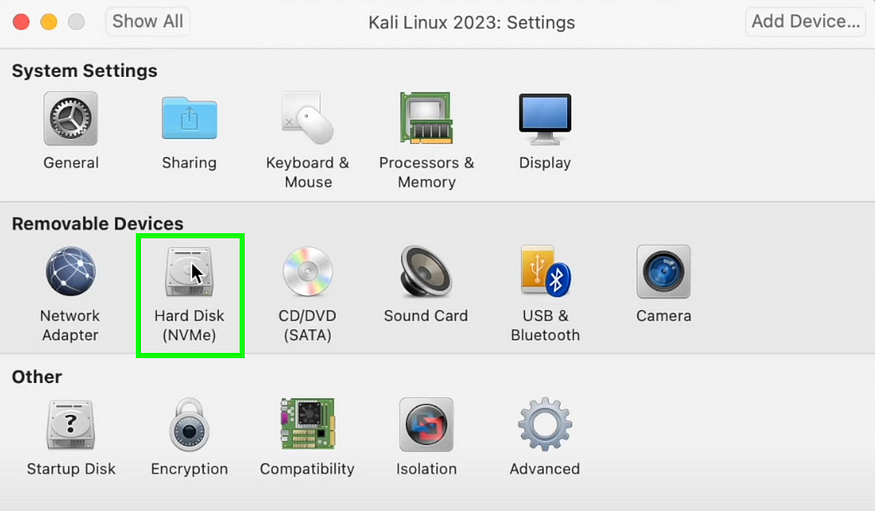 Show All
Kali Linux 2023: Settings
Add Device...
System Settings
General
Sharing
Keyboard &
Mouse
Processors &
Memory
Display
Removable Devices
Network
Adapter
Hard Disk
(NVMe)
CD/DVD
(SATA)
Sound Card
USB &
Bluetooth
Camera
Other
?
Startup Disk
Encryption
Compatibility
Isolation
Advanced